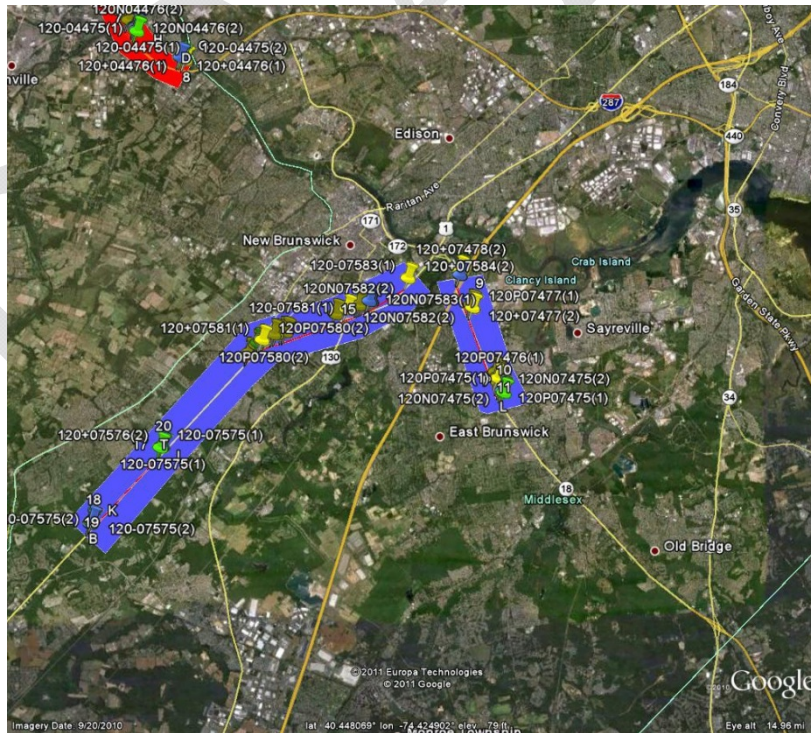 120N04476(2)
120-04475(1)
120N04476(2)
H
120-04475(1)
G
120-04475(2)
D
120+04476(1)
120+04476(1)
8
nville
287
184
Convery Blvd
440
Edison
Raritan Ave
1
171
172
35
New Brunswick
120+07478(2)
120-07583(1)
120+07584(2)
Crab Island
Clancy Island
9
120N07582(2)
120N07583(1)
120P07477(1)
120-07581(1)
15
120N07582(2)
120+07477(2)
Garden State Pkwy
120+07581(1)
120P07580(2)
Sayreville
120P07580(2)
130
120P07476(1)
10
120P07475(1)
120N07475(2)
11
120N07475(2)
120P07475(1)
L
34
20
120+07576(2)
T
120-07575(1)
East Brunswick
120-07575(1)
18
Middlesex
18
K
0-07575(2)
19
120-07575(2)
B
Old Bridge
© 2011 Europa Technologies
© 2011 Google
Google
Imagery Date: 9/20/2010
lat 40.448069° lon -74.424902° elev 79 ft
Eye alt 14.96 mi